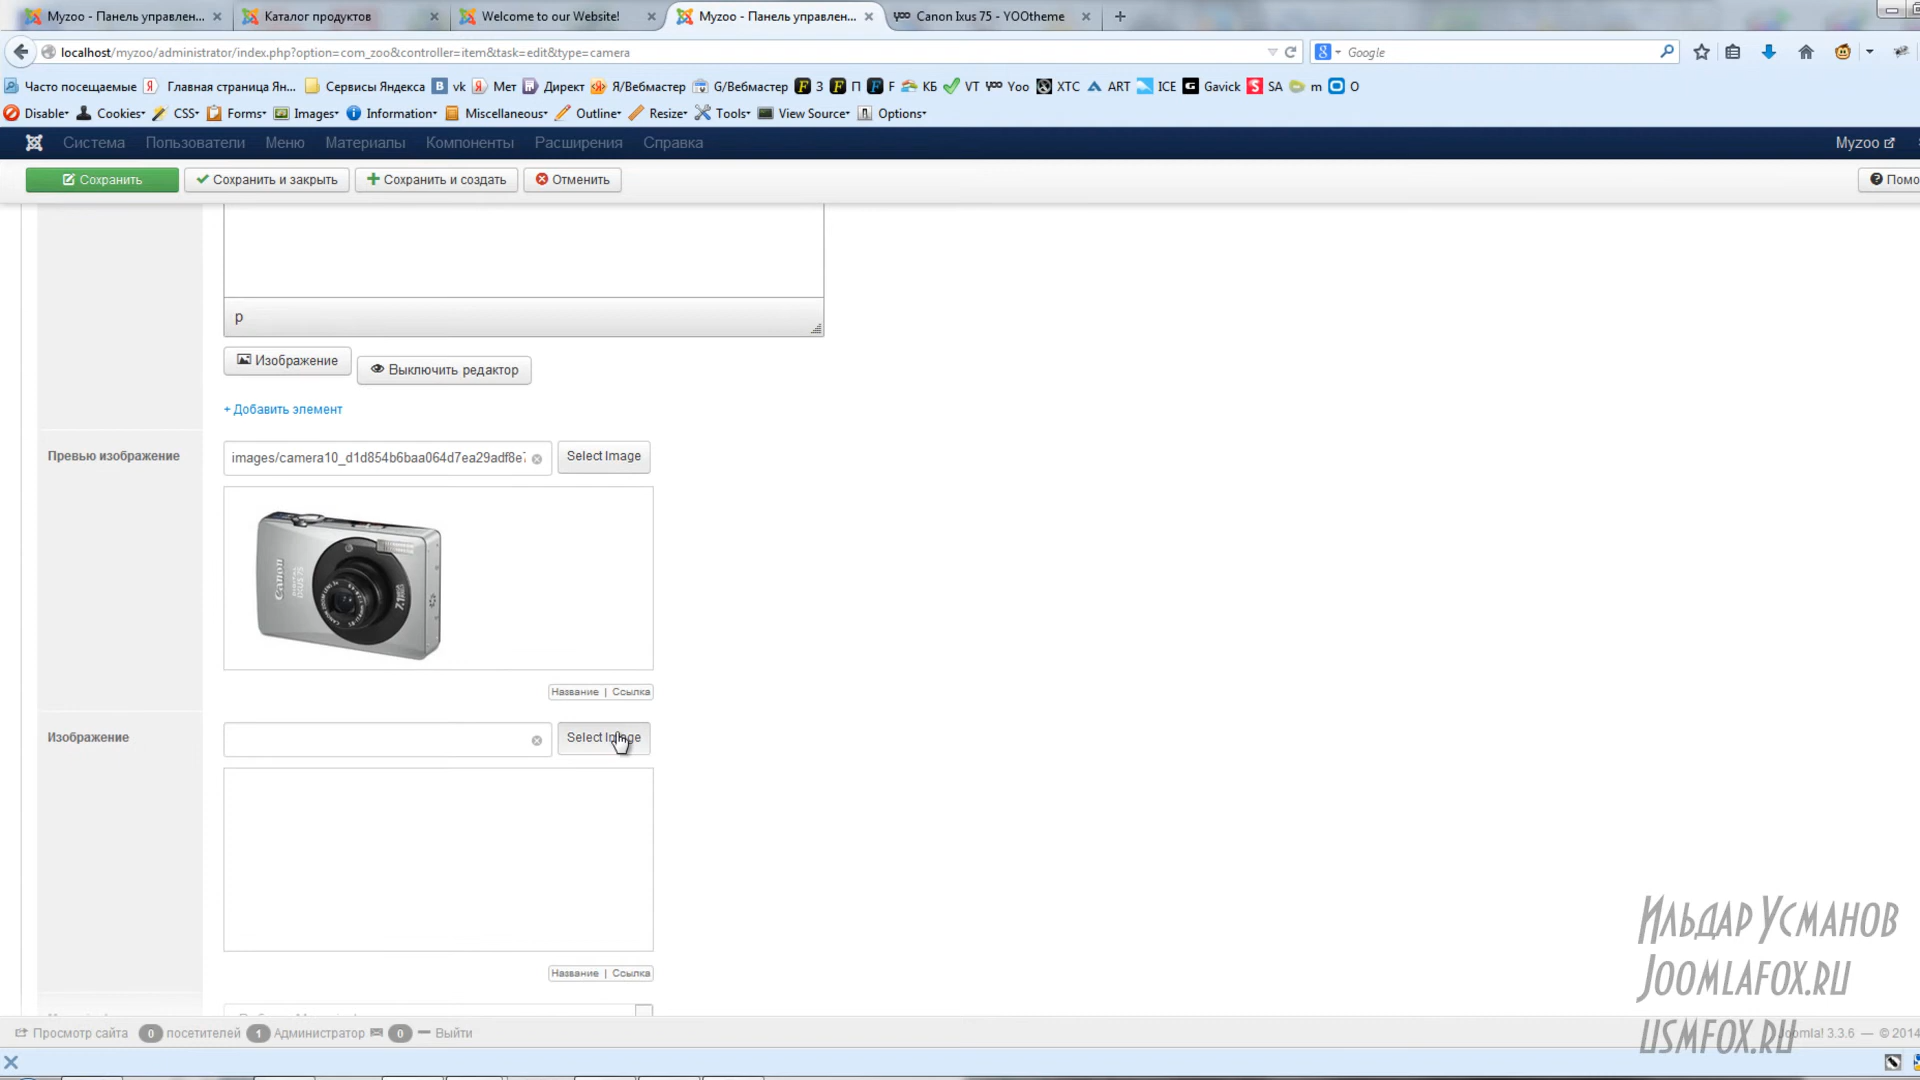 Myzoo - Панель управлен...
Каталог продуктов
Welcome to our Website!
Myzoo - Панель управлен...
Canon Ixus 75 - YOOtheme
localhost/myzoo/administrator/index.php?option=com_zoo&controller=item&task=edit&type=camera
Google
Часто посещаемые
Главная страница Ян...
Сервисы Яндекса
vk
Мет
Директ
Я/Вебмастер
G/Вебмастер
З
П
F
КБ
VT
Yoo
XTC
ART
ICE
Gavick
SA
m
O
Disable
Cookies
CSS
Forms
Images
Information
Miscellaneous
Outline
Resize
Tools
View Source
Options
Система
Пользователи
Меню
Материалы
Компоненты
Расширения
Справка
Myzoo
Сохранить
Сохранить и закрыть
Сохранить и создать
Отменить
Помо
p
Изображение
Выключить редактор
+ Добавить элемент
Превью изображение
images/camera10_d1d854b6baa064d7ea29adf8e7
Select Image
Canon
DIGITAL IXUS 75
Название | Ссылка
Изображение
Select Image
Название | Ссылка
Ильдар Усманов
Joomlafox.ru
usmfox.ru
Просмотр сайта
0 посетителей
1 Администратор
0
Выйти
Joomla! 3.3.6 — © 2014